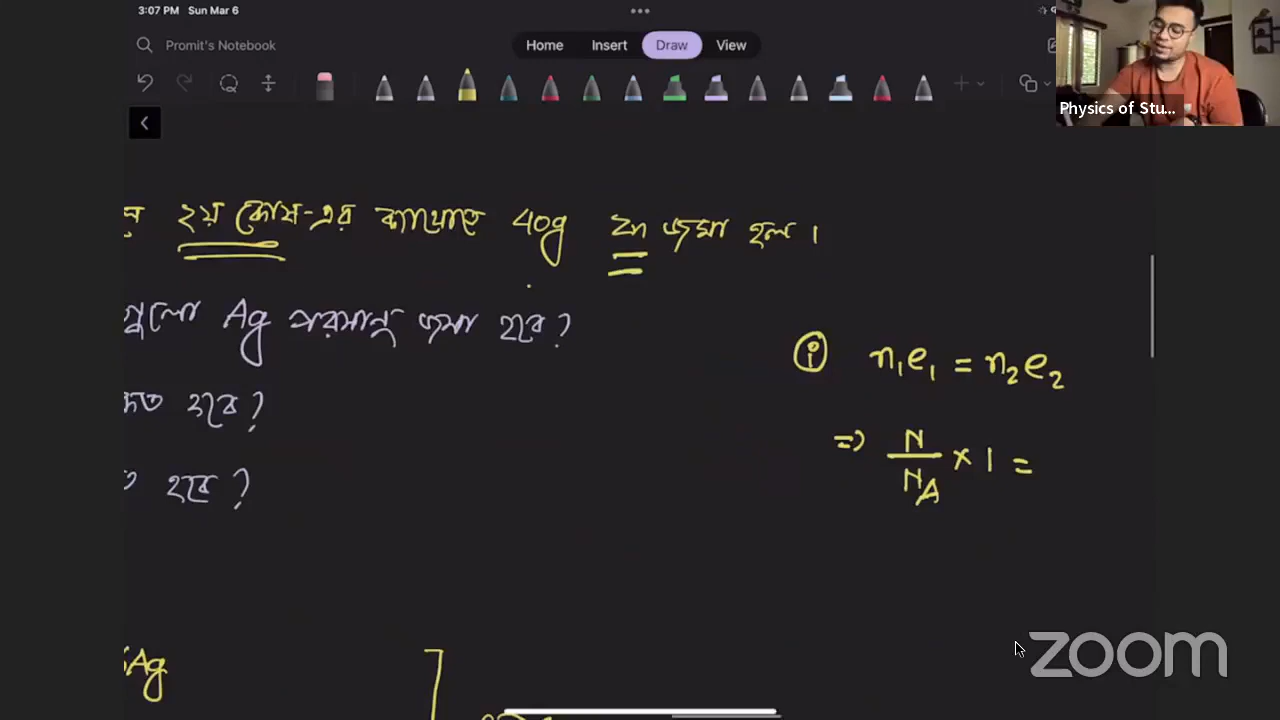 3:07 PM Sun Mar 6
Promit's Notebook
Home Insert Draw View
Physics of Stu...
২য় কোষ-এর ক্যাথোডে 40g Zn জমা হল।
গুলো Ag পরমাণু জমা হবে?
কত হবে?
ত হবে?
i n₁e₁ = n₂e₂
⇒ N/N_A × 1 =
Ag
zoom